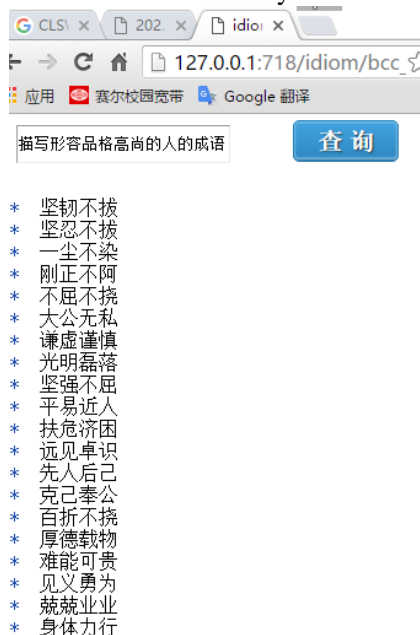 CLS\ 202. idior
127.0.0.1:718/idiom/bcc_
应用 赛尔校园宽带 Google 翻译
描写形容品格高尚的人的成语 查询
* 坚韧不拔
* 坚忍不拔
* 一尘不染
* 刚正不阿
* 不屈不挠
* 大公无私
* 谦虚谨慎
* 光明磊落
* 坚强不屈
* 平易近人
* 扶危济困
* 远见卓识
* 先人后己
* 克己奉公
* 百折不挠
* 厚德载物
* 难能可贵
* 见义勇为
* 兢兢业业
* 身体力行